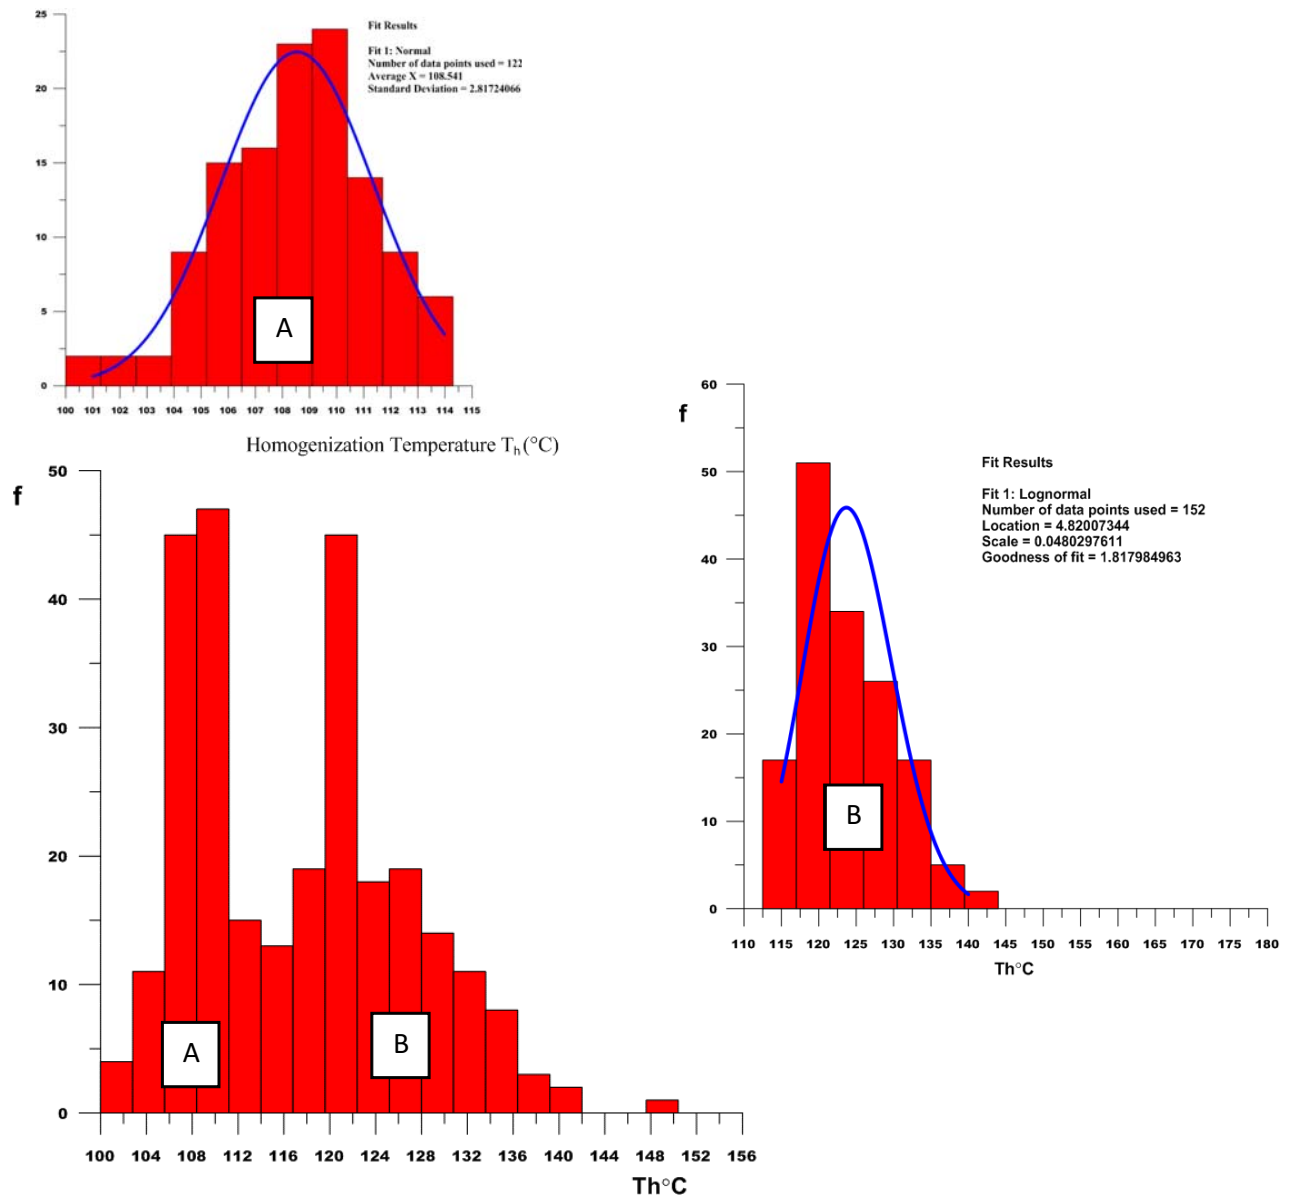 25
20
15
10
5
0
Fit Results
Fit 1: Normal
Number of data points used = 122
Average X = 108.541
Standard Deviation = 2.81724066
A
100 101 102 103 104 105 106 107 108 109 110 111 112 113 114 115
Homogenization Temperature Th (°C)
f
50
40
30
20
10
0
A
B
100 104 108 112 116 120 124 128 132 136 140 144 148 152 156
Th°C
f
60
50
40
30
20
10
0
Fit Results
Fit 1: Lognormal
Number of data points used = 152
Location = 4.82007344
Scale = 0.0480297611
Goodness of fit = 1.817984963
B
110 115 120 125 130 135 140 145 150 155 160 165 170 175 180
Th°C